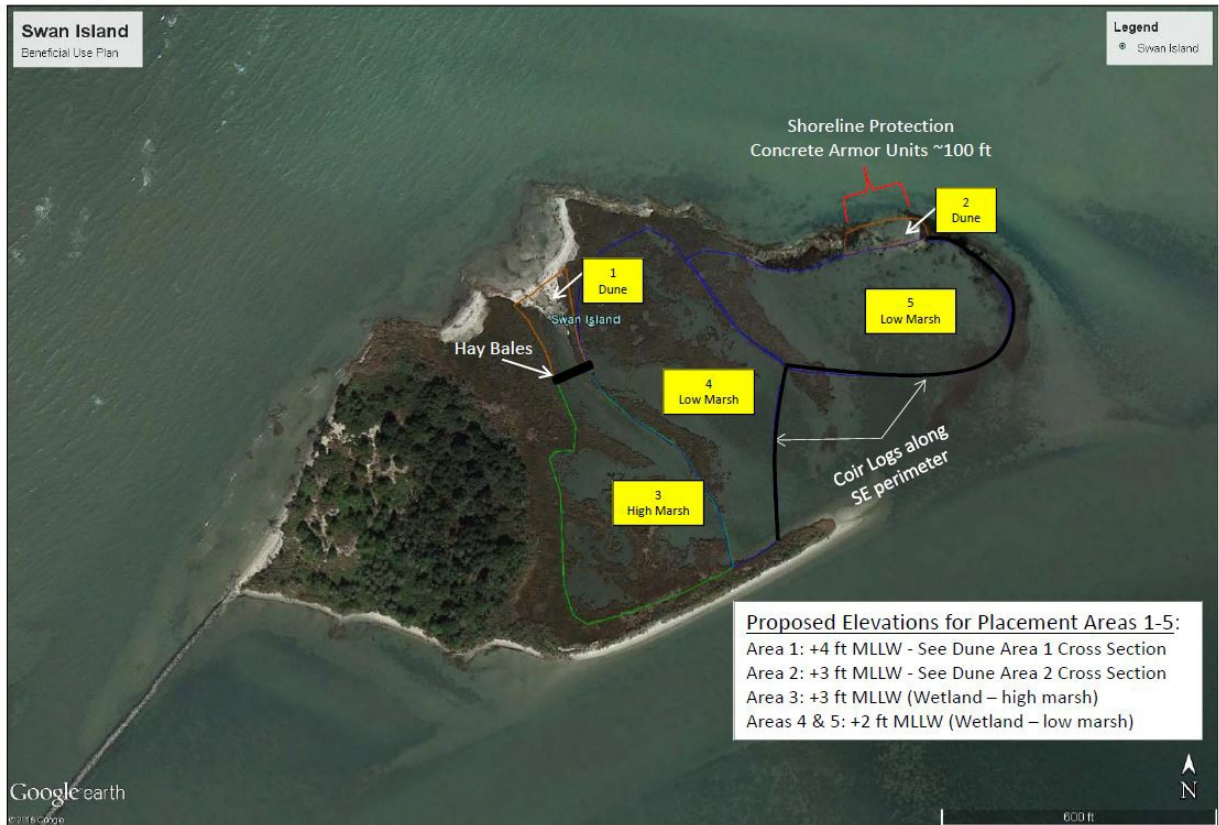 Swan Island
Beneficial Use Plan
Legend
Swan Island
Shoreline Protection
Concrete Armor Units ~100 ft
2
Dune
1
Dune
Swan Island
5
Low Marsh
Hay Bales
4
Low Marsh
Coir Logs along
SE perimeter
3
High Marsh
Proposed Elevations for Placement Areas 1-5:
Area 1: +4 ft MLLW - See Dune Area 1 Cross Section
Area 2: +3 ft MLLW - See Dune Area 2 Cross Section
Area 3: +3 ft MLLW (Wetland – high marsh)
Areas 4 & 5: +2 ft MLLW (Wetland – low marsh)
Google earth
N
600 ft